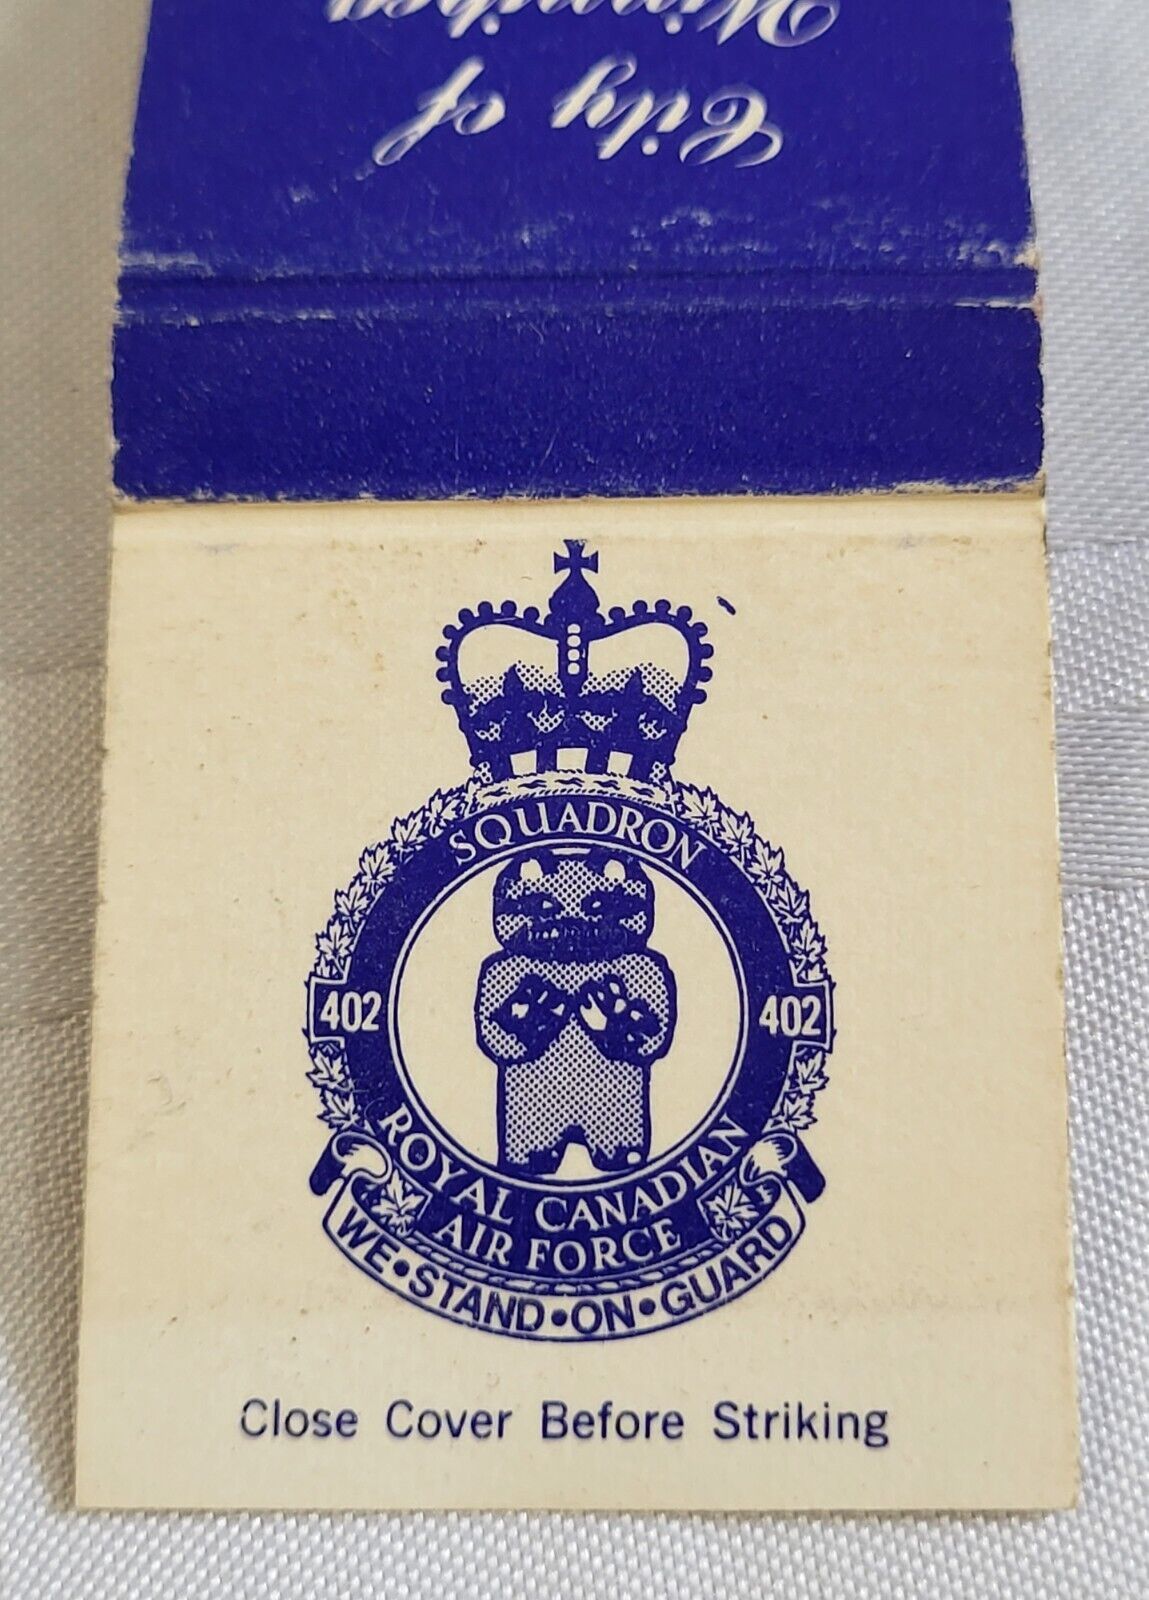 City of
Winnipeg
SQUADRON
402
402
ROYAL CANADIAN
AIR FORCE
WE•STAND•ON•GUARD
Close Cover Before Striking